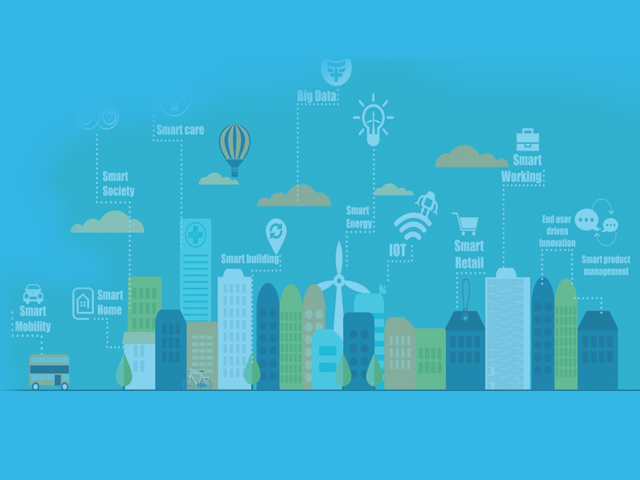 Big Data
Smart care
Smart
Society
Smart
Working
Smart
Energy
End user
driven
innovation
IOT
Smart
Retail
Smart building
Smart product
management
Smart
Home
Smart
Mobility